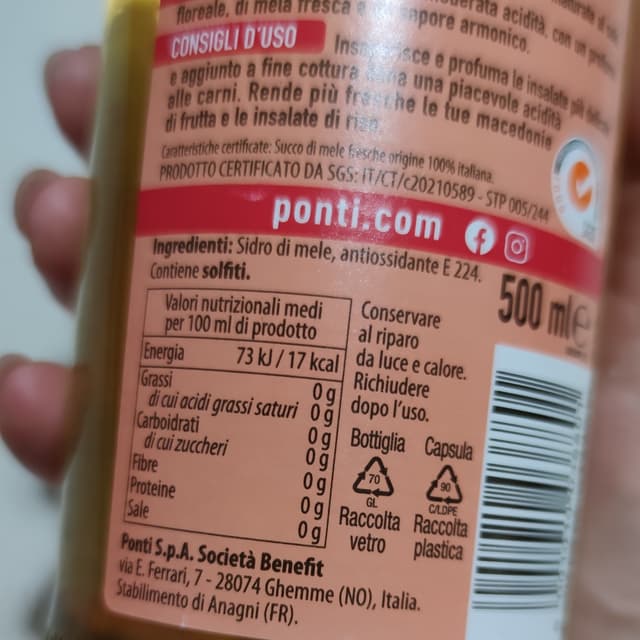 floreale, di mela fresca e
sapore armonico.
CONSIGLI D'USO
e profuma le insalate più
e aggiunto a fine cottura una piacevole acidità
alle carni. Rende più fresche le tue macedonie
di frutta e le insalate di riso.
Caratteristiche certificate: Succo di mele fresche origine 100% italiana.
PRODOTTO CERTIFICATO DA SGS: IT/CT/c20210589 - STP 005/244
ponti.com
Ingredienti: Sidro di mele, antiossidante E 224.
Contiene solfiti.
500 ml e
Valori nutrizionali medi
per 100 ml di prodotto
Energia 73 kJ / 17 kcal
Grassi 0 g
di cui acidi grassi saturi 0 g
Carboidrati 0 g
di cui zuccheri 0 g
Fibre 0 g
Proteine 0 g
Sale 0 g
Conservare
al riparo
da luce e calore.
Richiudere
dopo l'uso.
Bottiglia Capsula
70 90
GL C/LDPE
Raccolta Raccolta
vetro plastica
Ponti S.p.A. Società Benefit
via E. Ferrari, 7 - 28074 Ghemme (NO), Italia.
Stabilimento di Anagni (FR).